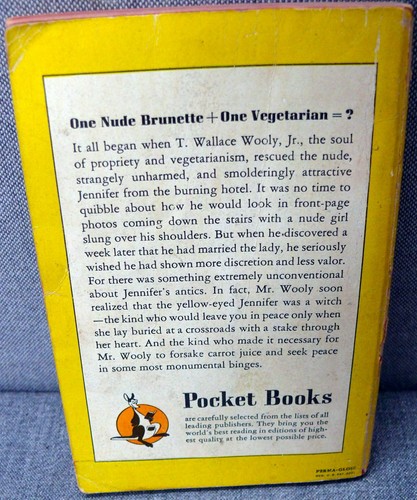 One Nude Brunette + One Vegetarian = ?
It all began when T. Wallace Wooly, Jr., the soul
of propriety and vegetarianism, rescued the nude,
strangely unharmed, and smolderingly attractive
Jennifer from the burning hotel. It was no time to
quibble about how he would look in front-page
photos coming down the stairs with a nude girl
slung over his shoulders. But when he discovered a
week later that he had married the lady, he seriously
wished he had shown more discretion and less valor.
For there was something extremely unconventional
about Jennifer's antics. In fact, Mr. Wooly soon
realized that the yellow-eyed Jennifer was a witch
—the kind who would leave you in peace only when
she lay buried at a crossroads with a stake through
her heart. And the kind who made it necessary for
Mr. Wooly to forsake carrot juice and seek peace
in some most monumental binges.
Pocket Books
are carefully selected from the lists of all
leading publishers. They bring you the
world's best reading in editions of high-
est quality at the lowest possible price.
PERMA-GLOSS